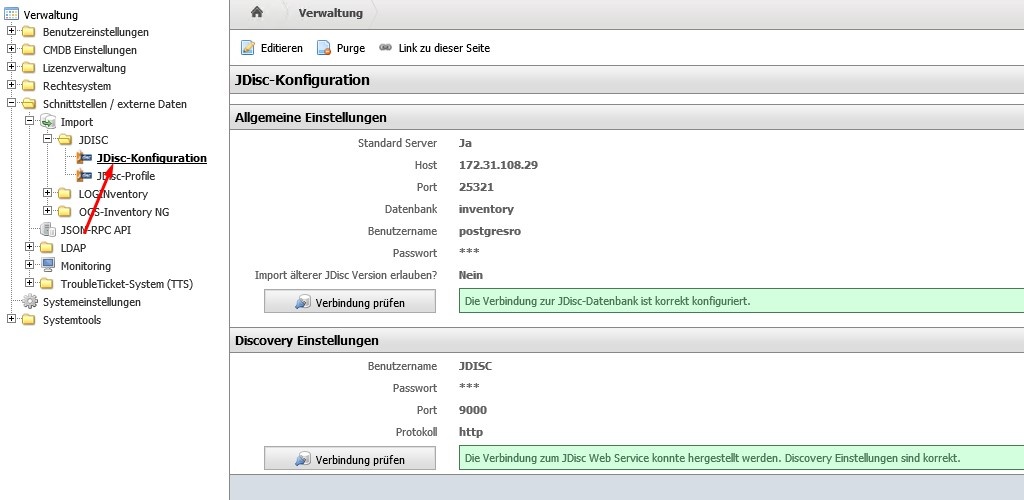 Verwaltung
Benutzereinstellungen
CMDB Einstellungen
Lizenzverwaltung
Rechtesystem
Schnittstellen / externe Daten
Import
JDISC
JDisc-Konfiguration
JDisc-Profile
LOGINventory
OCS-Inventory NG
JSON-RPC API
LDAP
Monitoring
TroubleTicket-System (TTS)
Systemeinstellungen
Systemtools
Verwaltung
Editieren Purge Link zu dieser Seite
JDisc-Konfiguration
Allgemeine Einstellungen
Standard Server Ja
Host 172.31.108.29
Port 25321
Datenbank inventory
Benutzername postgresro
Passwort ***
Import älterer JDisc Version erlauben? Nein
Verbindung prüfen Die Verbindung zur JDisc-Datenbank ist korrekt konfiguriert.
Discovery Einstellungen
Benutzername JDISC
Passwort ***
Port 9000
Protokoll http
Verbindung prüfen Die Verbindung zum JDisc Web Service konnte hergestellt werden. Discovery Einstellungen sind korrekt.